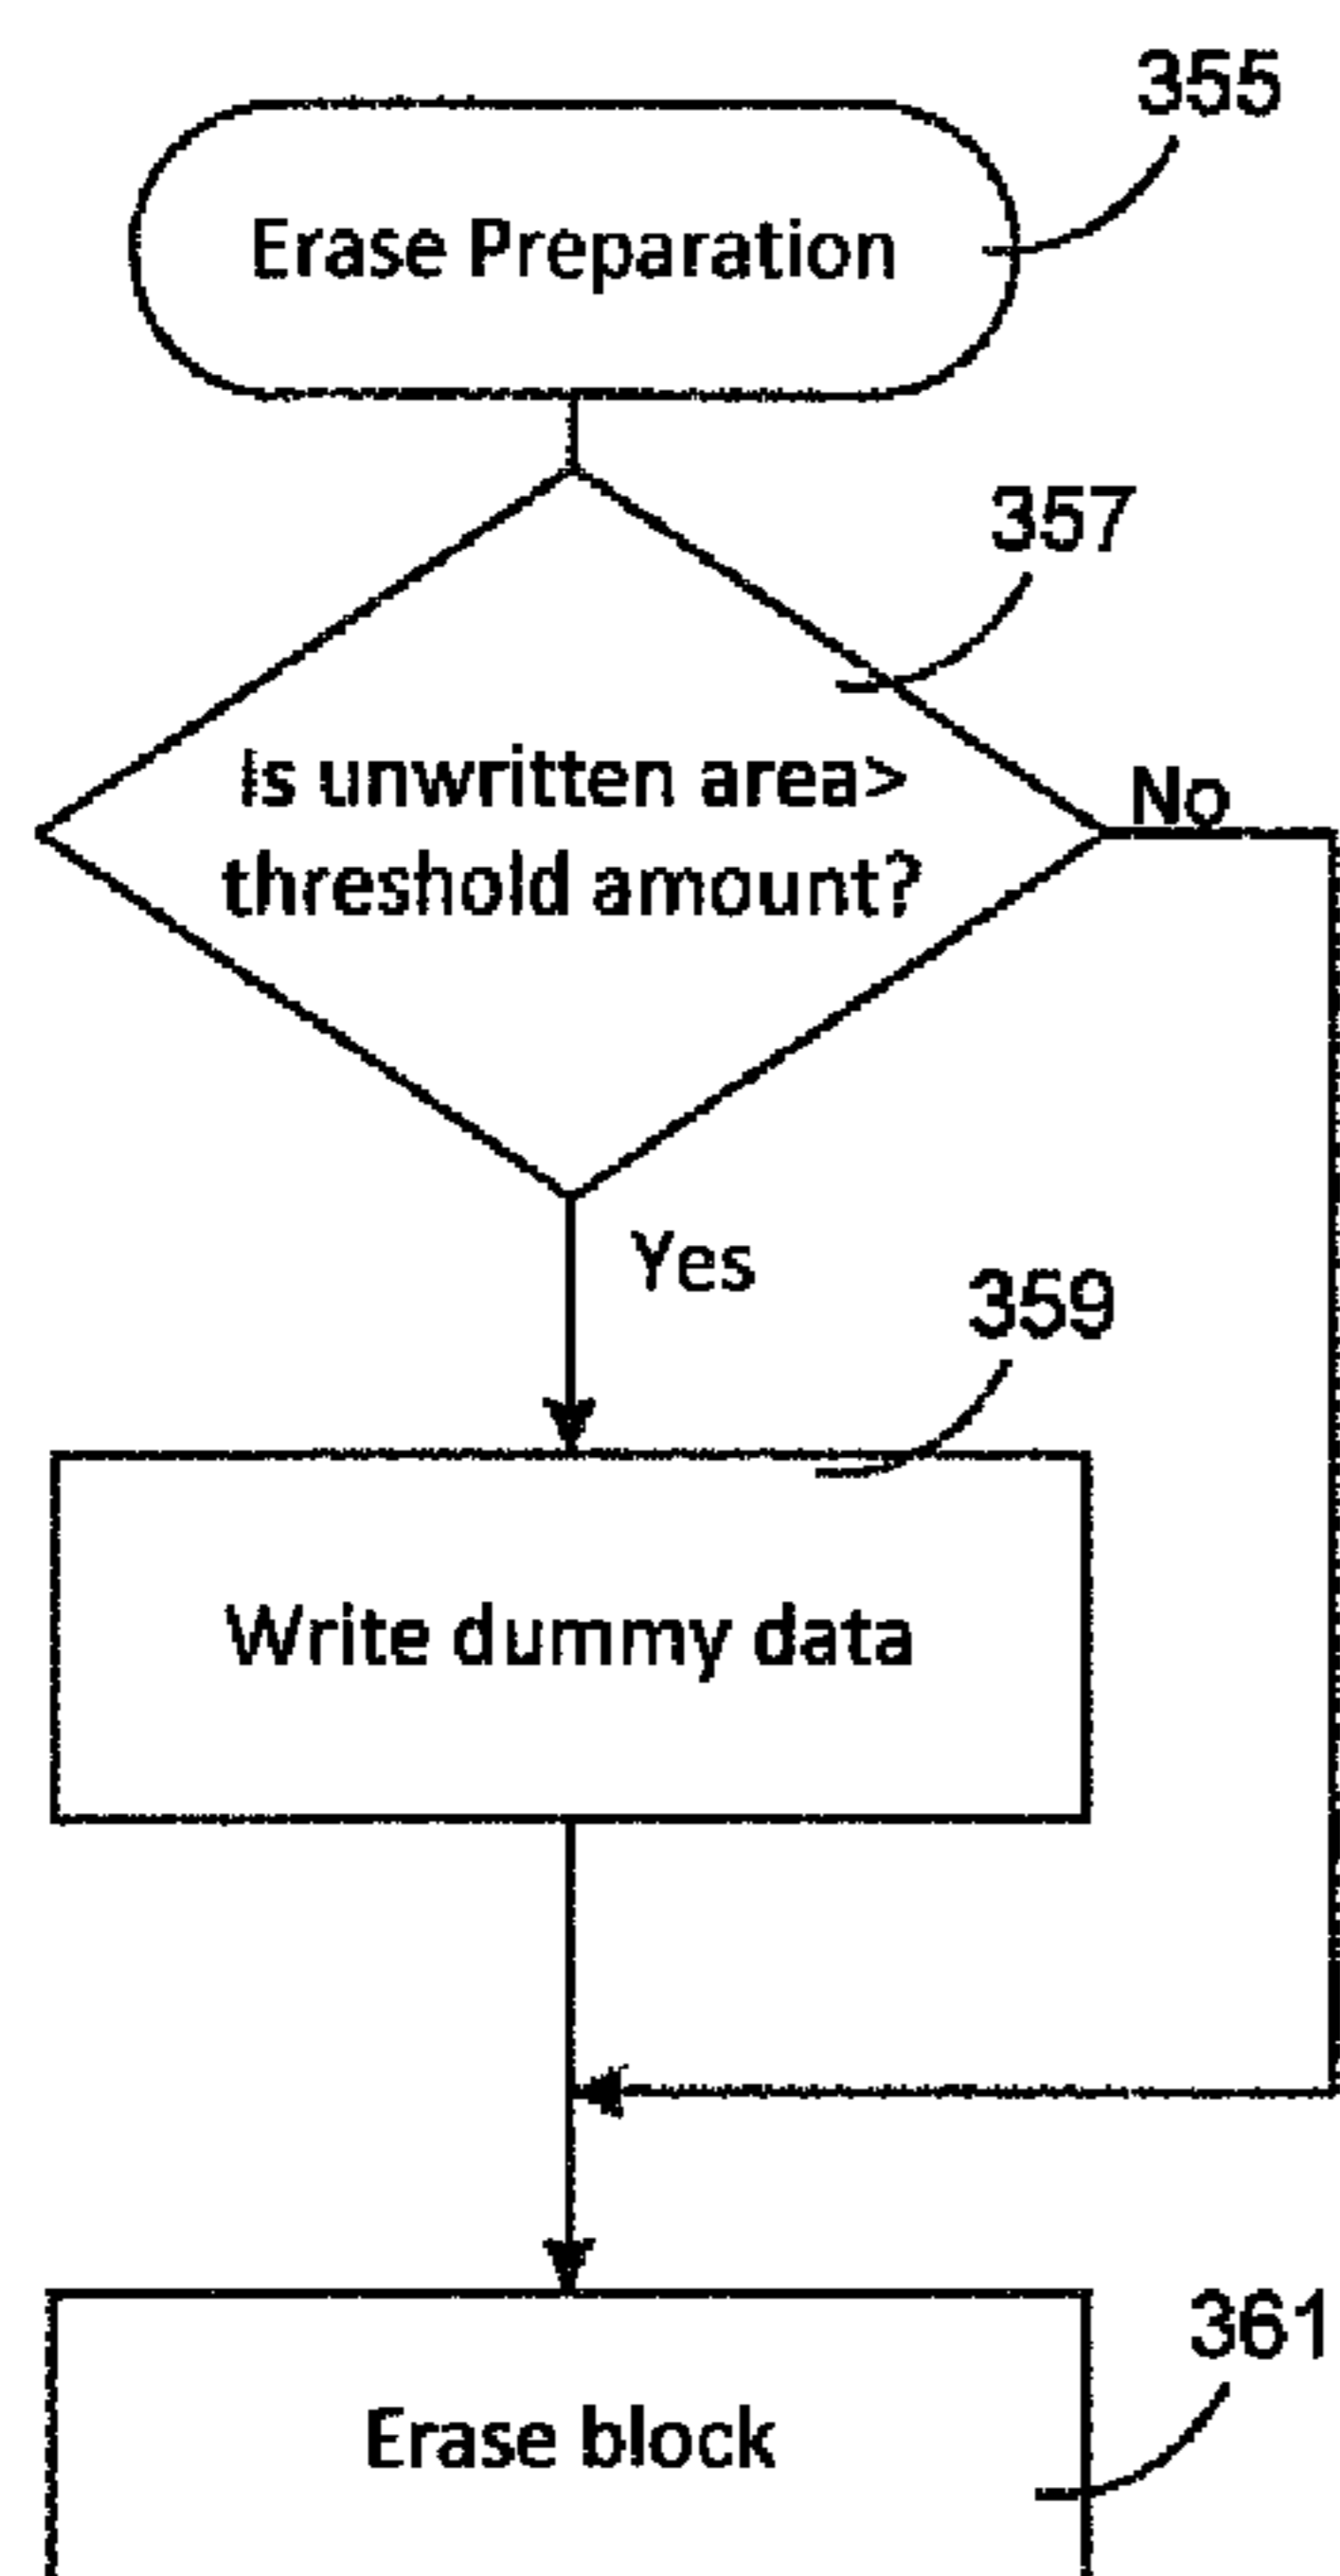 355
Erase Preparation
357
Is unwritten area>
threshold amount?
No
Yes
359
Write dummy data
361
Erase block